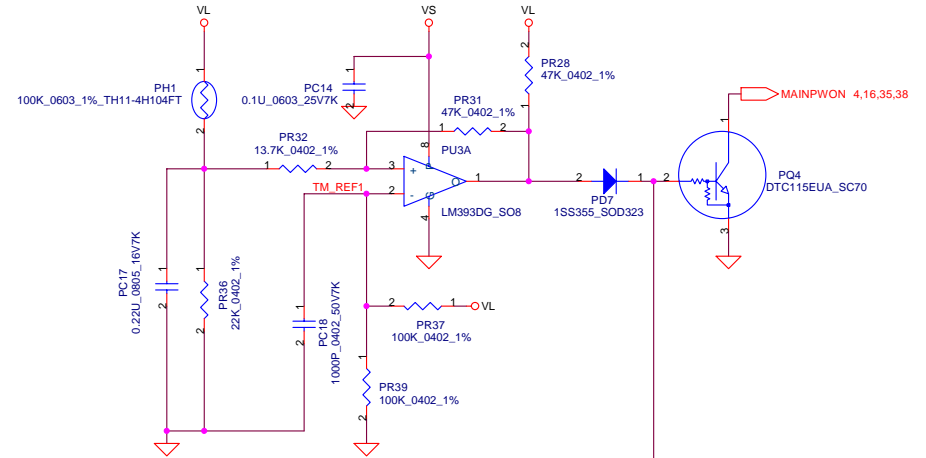 VL
VS
VL
1
2
PH1
100K_0603_1%_TH11-4H104FT
1
2
PC14
0.1U_0603_25V7K
2
1
PR28
47K_0402_1%
PR31
47K_0402_1%
1
2
MAINPWON 4,16,35,38
PR32
13.7K_0402_1%
1
2
8
PU3A
3
+
P
1
TM_REF1
2
-
G
O
1
4
LM393DG_SO8
2
1
PD7
1SS355_SOD323
2
3
PQ4
DTC115EUA_SC70
PC17
0.22U_0805_16V7K
1
2
PR36
22K_0402_1%
1
2
PC18
1000P_0402_50V7K
1
2
2
1
VL
PR37
100K_0402_1%
1
2
PR39
100K_0402_1%